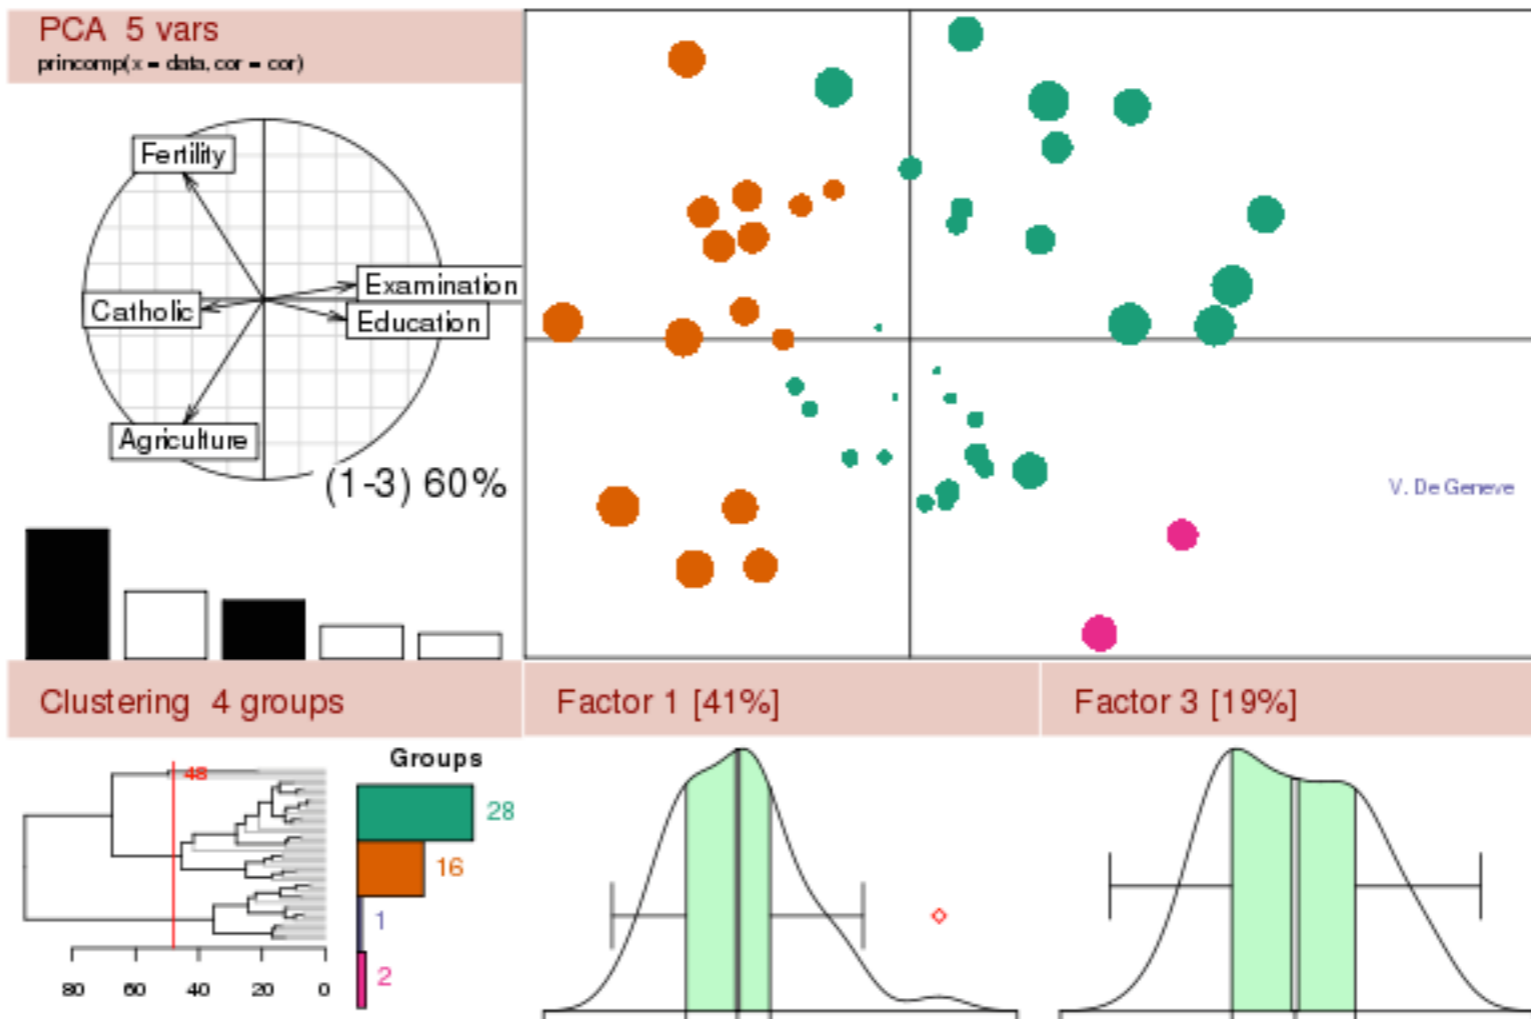 PCA 5 vars
princomp(x = data, cor = cor)
Fertility
Examination
Catholic
Education
Agriculture
(1-3) 60%
V. De Geneve
Clustering 4 groups
Factor 1 [41%]
Factor 3 [19%]
Groups
48
28
16
1
2
80 60 40 20 0